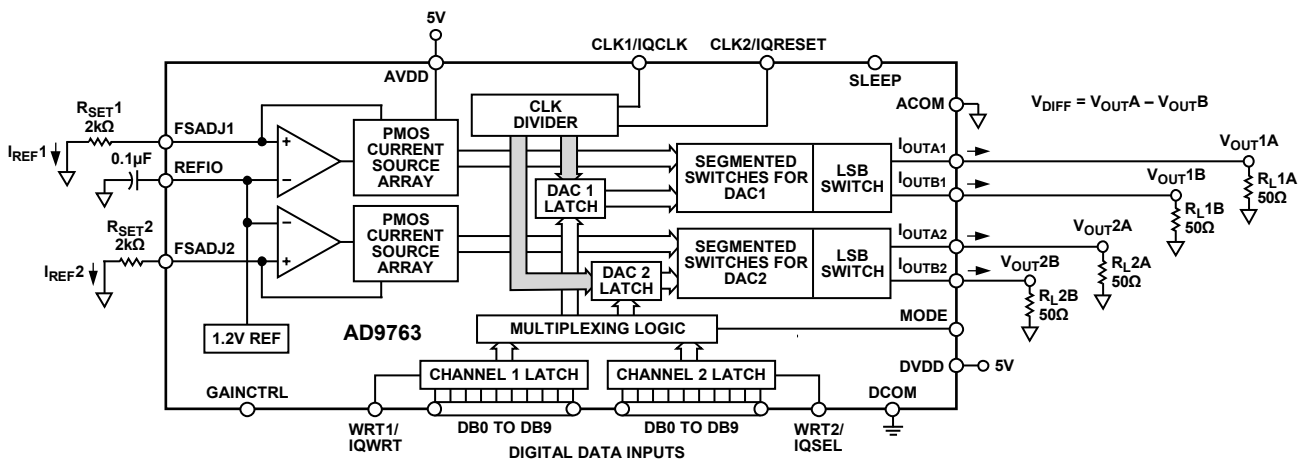 5V
CLK1/IQCLK
CLK2/IQRESET
AVDD
SLEEP
ACOM
V_DIFF = V_OUTA – V_OUTB
R_SET1
2kΩ
FSADJ1
I_REF1
0.1µF
REFIO
R_SET2
2kΩ
FSADJ2
I_REF2
+
–
–
+
PMOS
CURRENT
SOURCE
ARRAY
PMOS
CURRENT
SOURCE
ARRAY
CLK
DIVIDER
DAC 1
LATCH
DAC 2
LATCH
SEGMENTED
SWITCHES FOR
DAC1
LSB
SWITCH
SEGMENTED
SWITCHES FOR
DAC2
LSB
SWITCH
I_OUTA1
I_OUTB1
I_OUTA2
I_OUTB2
V_OUT1A
V_OUT1B
V_OUT2A
V_OUT2B
R_L1A
50Ω
R_L1B
50Ω
R_L2A
50Ω
R_L2B
50Ω
1.2V REF
AD9763
MULTIPLEXING LOGIC
MODE
CHANNEL 1 LATCH
CHANNEL 2 LATCH
DVDD
5V
GAINCTRL
DCOM
WRT1/
IQWRT
DB0 TO DB9
DB0 TO DB9
WRT2/
IQSEL
DIGITAL DATA INPUTS